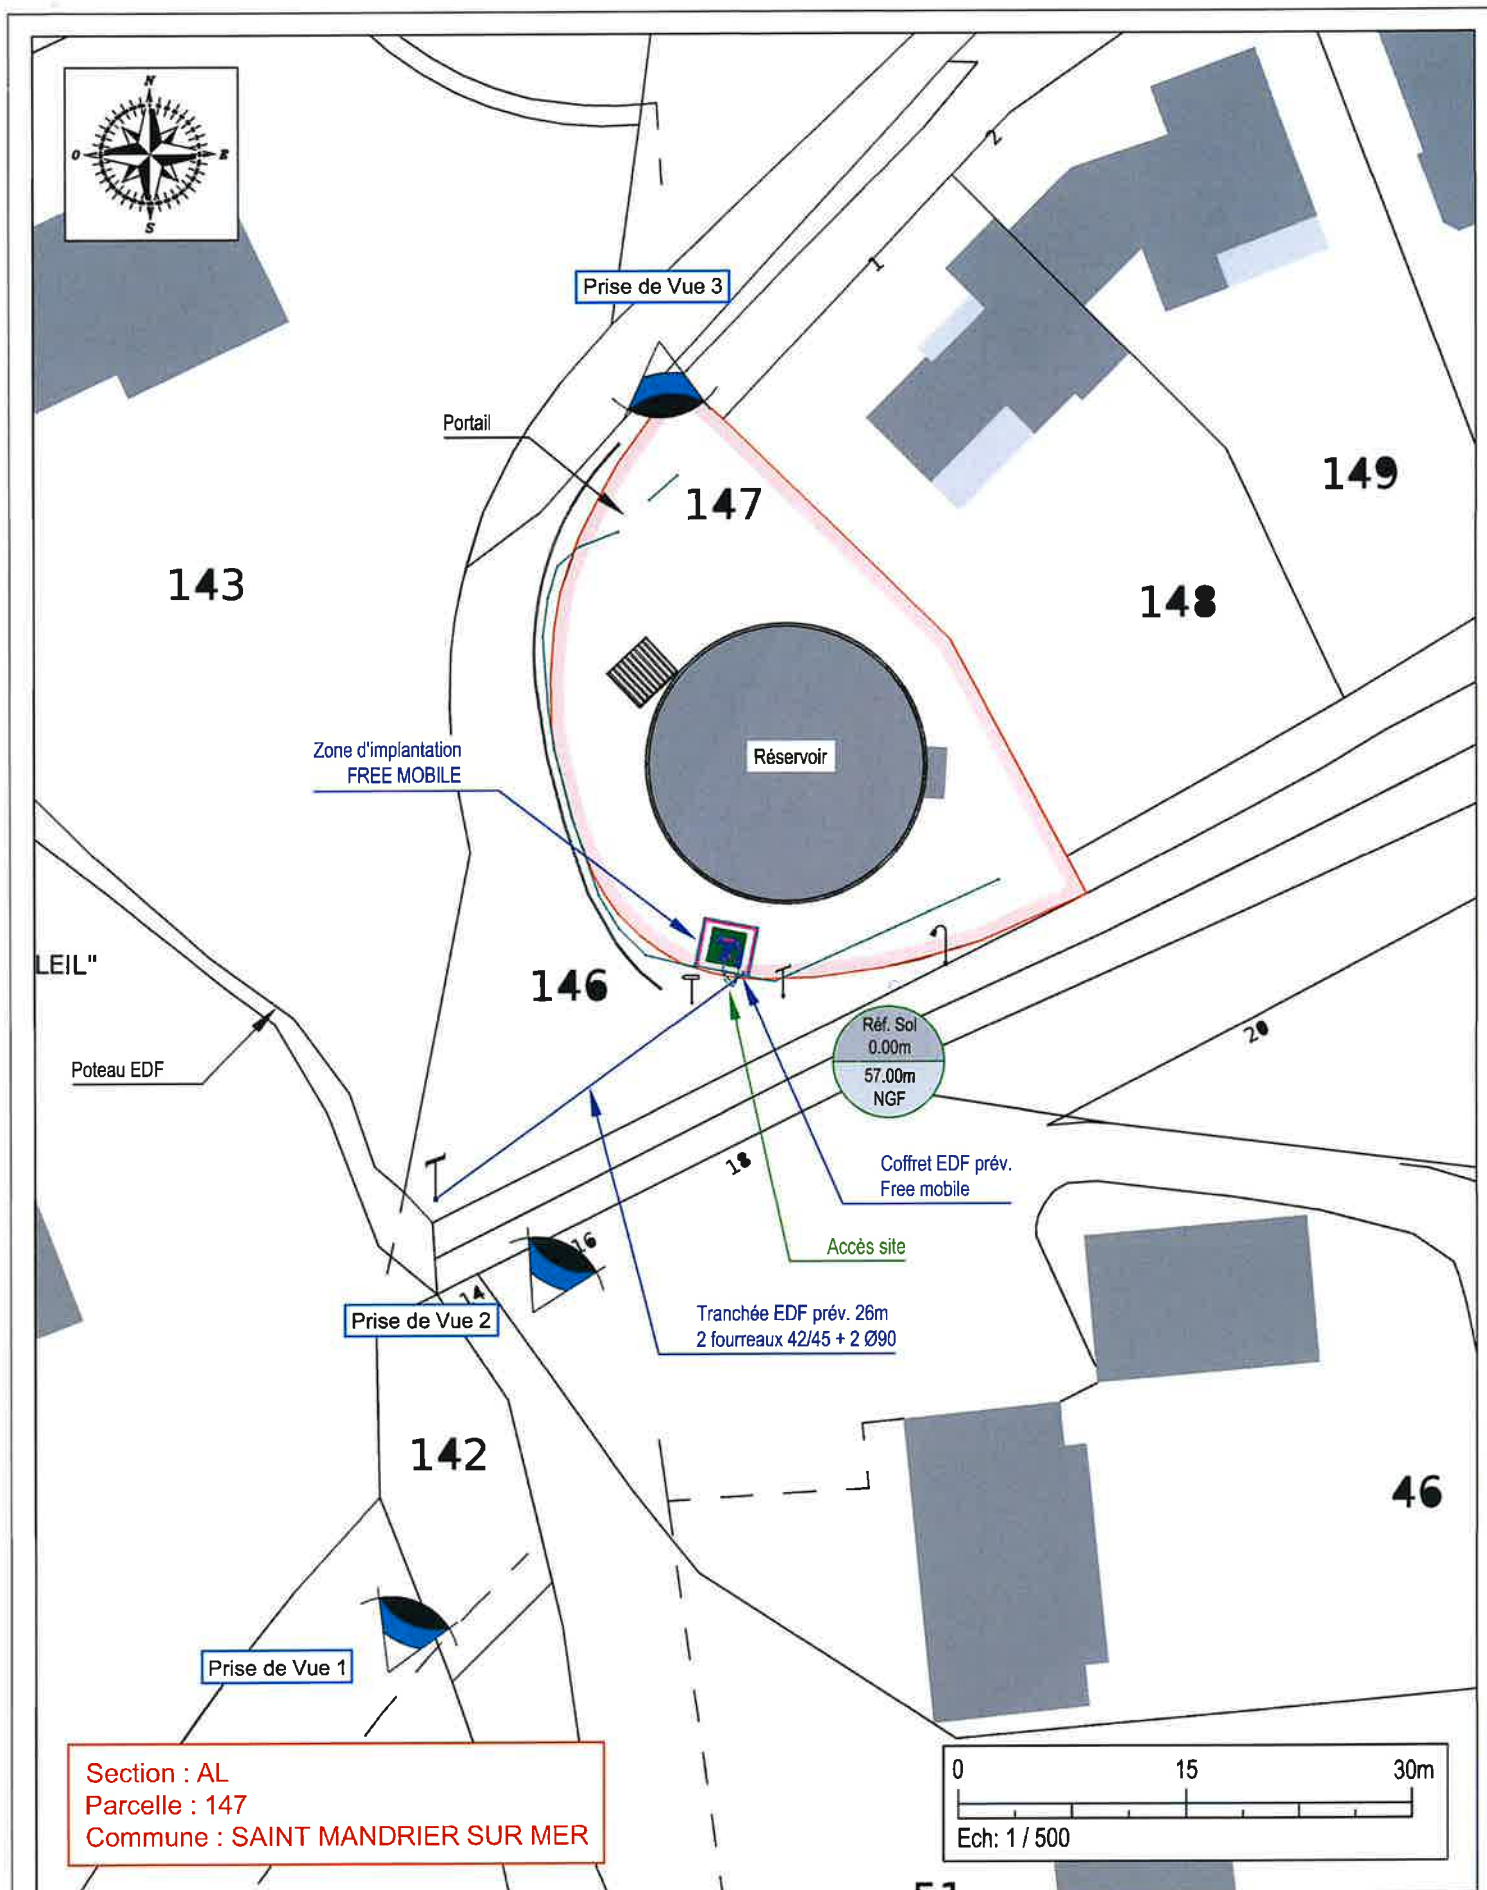 N
O
E
S
Prise de Vue 3
2
1
Portail
147
149
143
148
Zone d'implantation
FREE MOBILE
Réservoir
LEIL"
146
Réf. Sol
0.00m
57.00m
NGF
20
Poteau EDF
18
Coffret EDF prév.
Free mobile
16
Accès site
14
Prise de Vue 2
Tranchée EDF prév. 26m
2 fourreaux 42/45 + 2 Ø90
142
46
Prise de Vue 1
Section : AL
Parcelle : 147
Commune : SAINT MANDRIER SUR MER
0 15 30m
Ech: 1 / 500
51